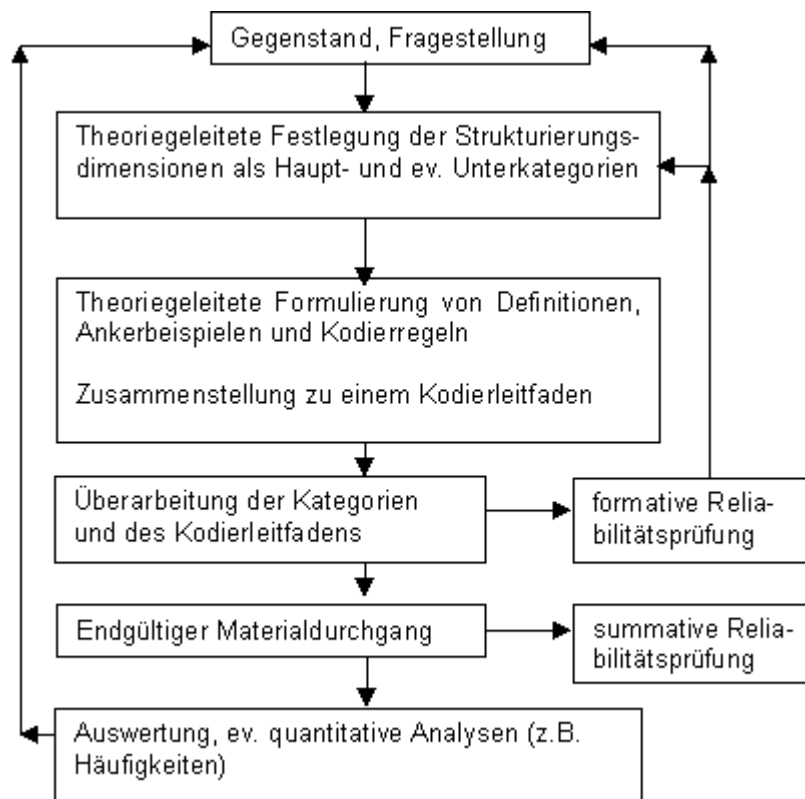 Gegenstand, Fragestellung
Theoriegeleitete Festlegung der Strukturierungs-
dimensionen als Haupt- und ev. Unterkategorien
Theoriegeleitete Formulierung von Definitionen,
Ankerbeispielen und Kodierregeln
Zusammenstellung zu einem Kodierleitfaden
Überarbeitung der Kategorien
und des Kodierleitfadens
formative Relia-
bilitätsprüfung
Endgültiger Materialdurchgang
summative Relia-
bilitätsprüfung
Auswertung, ev. quantitative Analysen (z.B.
Häufigkeiten)